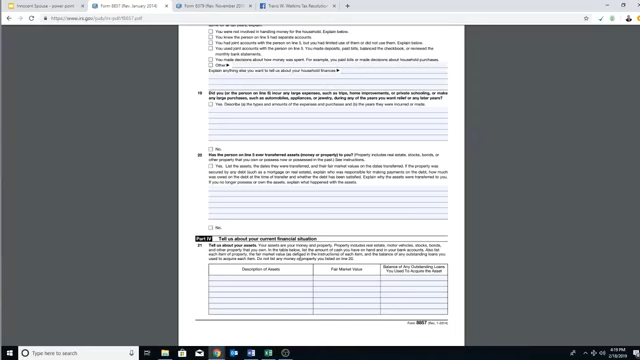 Innocent Spouse - power point
Form 8857 (Rev. January 2014)
Form 8379 (Rev. November 201
Travis W. Watkins Tax Resolution
https://www.irs.gov/pub/irs-pdf/f8857.pdf
You were not involved in handling money for the household. Explain below.
You knew the person on line 5 had separate accounts.
You had joint accounts with the person on line 5, but you had limited use of them or did not use them. Explain below.
You used joint accounts with the person on line 5. You made deposits, paid bills, balanced the checkbook, or reviewed the
monthly bank statements.
You made decisions about how money was spent. For example, you paid bills or made decisions about household purchases.
Other ▶
Explain anything else you want to tell us about your household finances ▶
19 Did you (or the person on line 5) incur any large expenses, such as trips, home improvements, or private schooling, or make
any large purchases, such as automobiles, appliances, or jewelry, during any of the years you want relief or any later years?
Yes. Describe (a) the types and amounts of the expenses and purchases and (b) the years they were incurred or made.
No.
20 Has the person on line 5 ever transferred assets (money or property) to you? (Property includes real estate, stocks, bonds, or
other property that you own or possess now or possessed in the past.) See instructions.
Yes. List the assets, the dates they were transferred, and their fair market values on the dates transferred. If the property was
secured by any debt (such as a mortgage on real estate), explain who was responsible for making payments on the debt, how much
was owed on the debt at the time of transfer and whether the debt has been satisfied. Explain why the assets were transferred to you.
If you no longer possess or own the assets, explain what happened with the assets.
No.
Part IV Tell us about your current financial situation
21 Tell us about your assets. Your assets are your money and property. Property includes real estate, motor vehicles, stocks, bonds,
and other property that you own. In the table below, list the amount of cash you have on hand and in your bank accounts. Also list
each item of property, the fair market value (as defined in the instructions) of each item, and the balance of any outstanding loans you
used to acquire each item. Do not list any money or property you listed on line 20.
Description of Assets Fair Market Value Balance of Any Outstanding Loans
You Used To Acquire the Asset
Form 8857 (Rev. 1-2014)
Type here to search
4:19 PM
2/18/2019